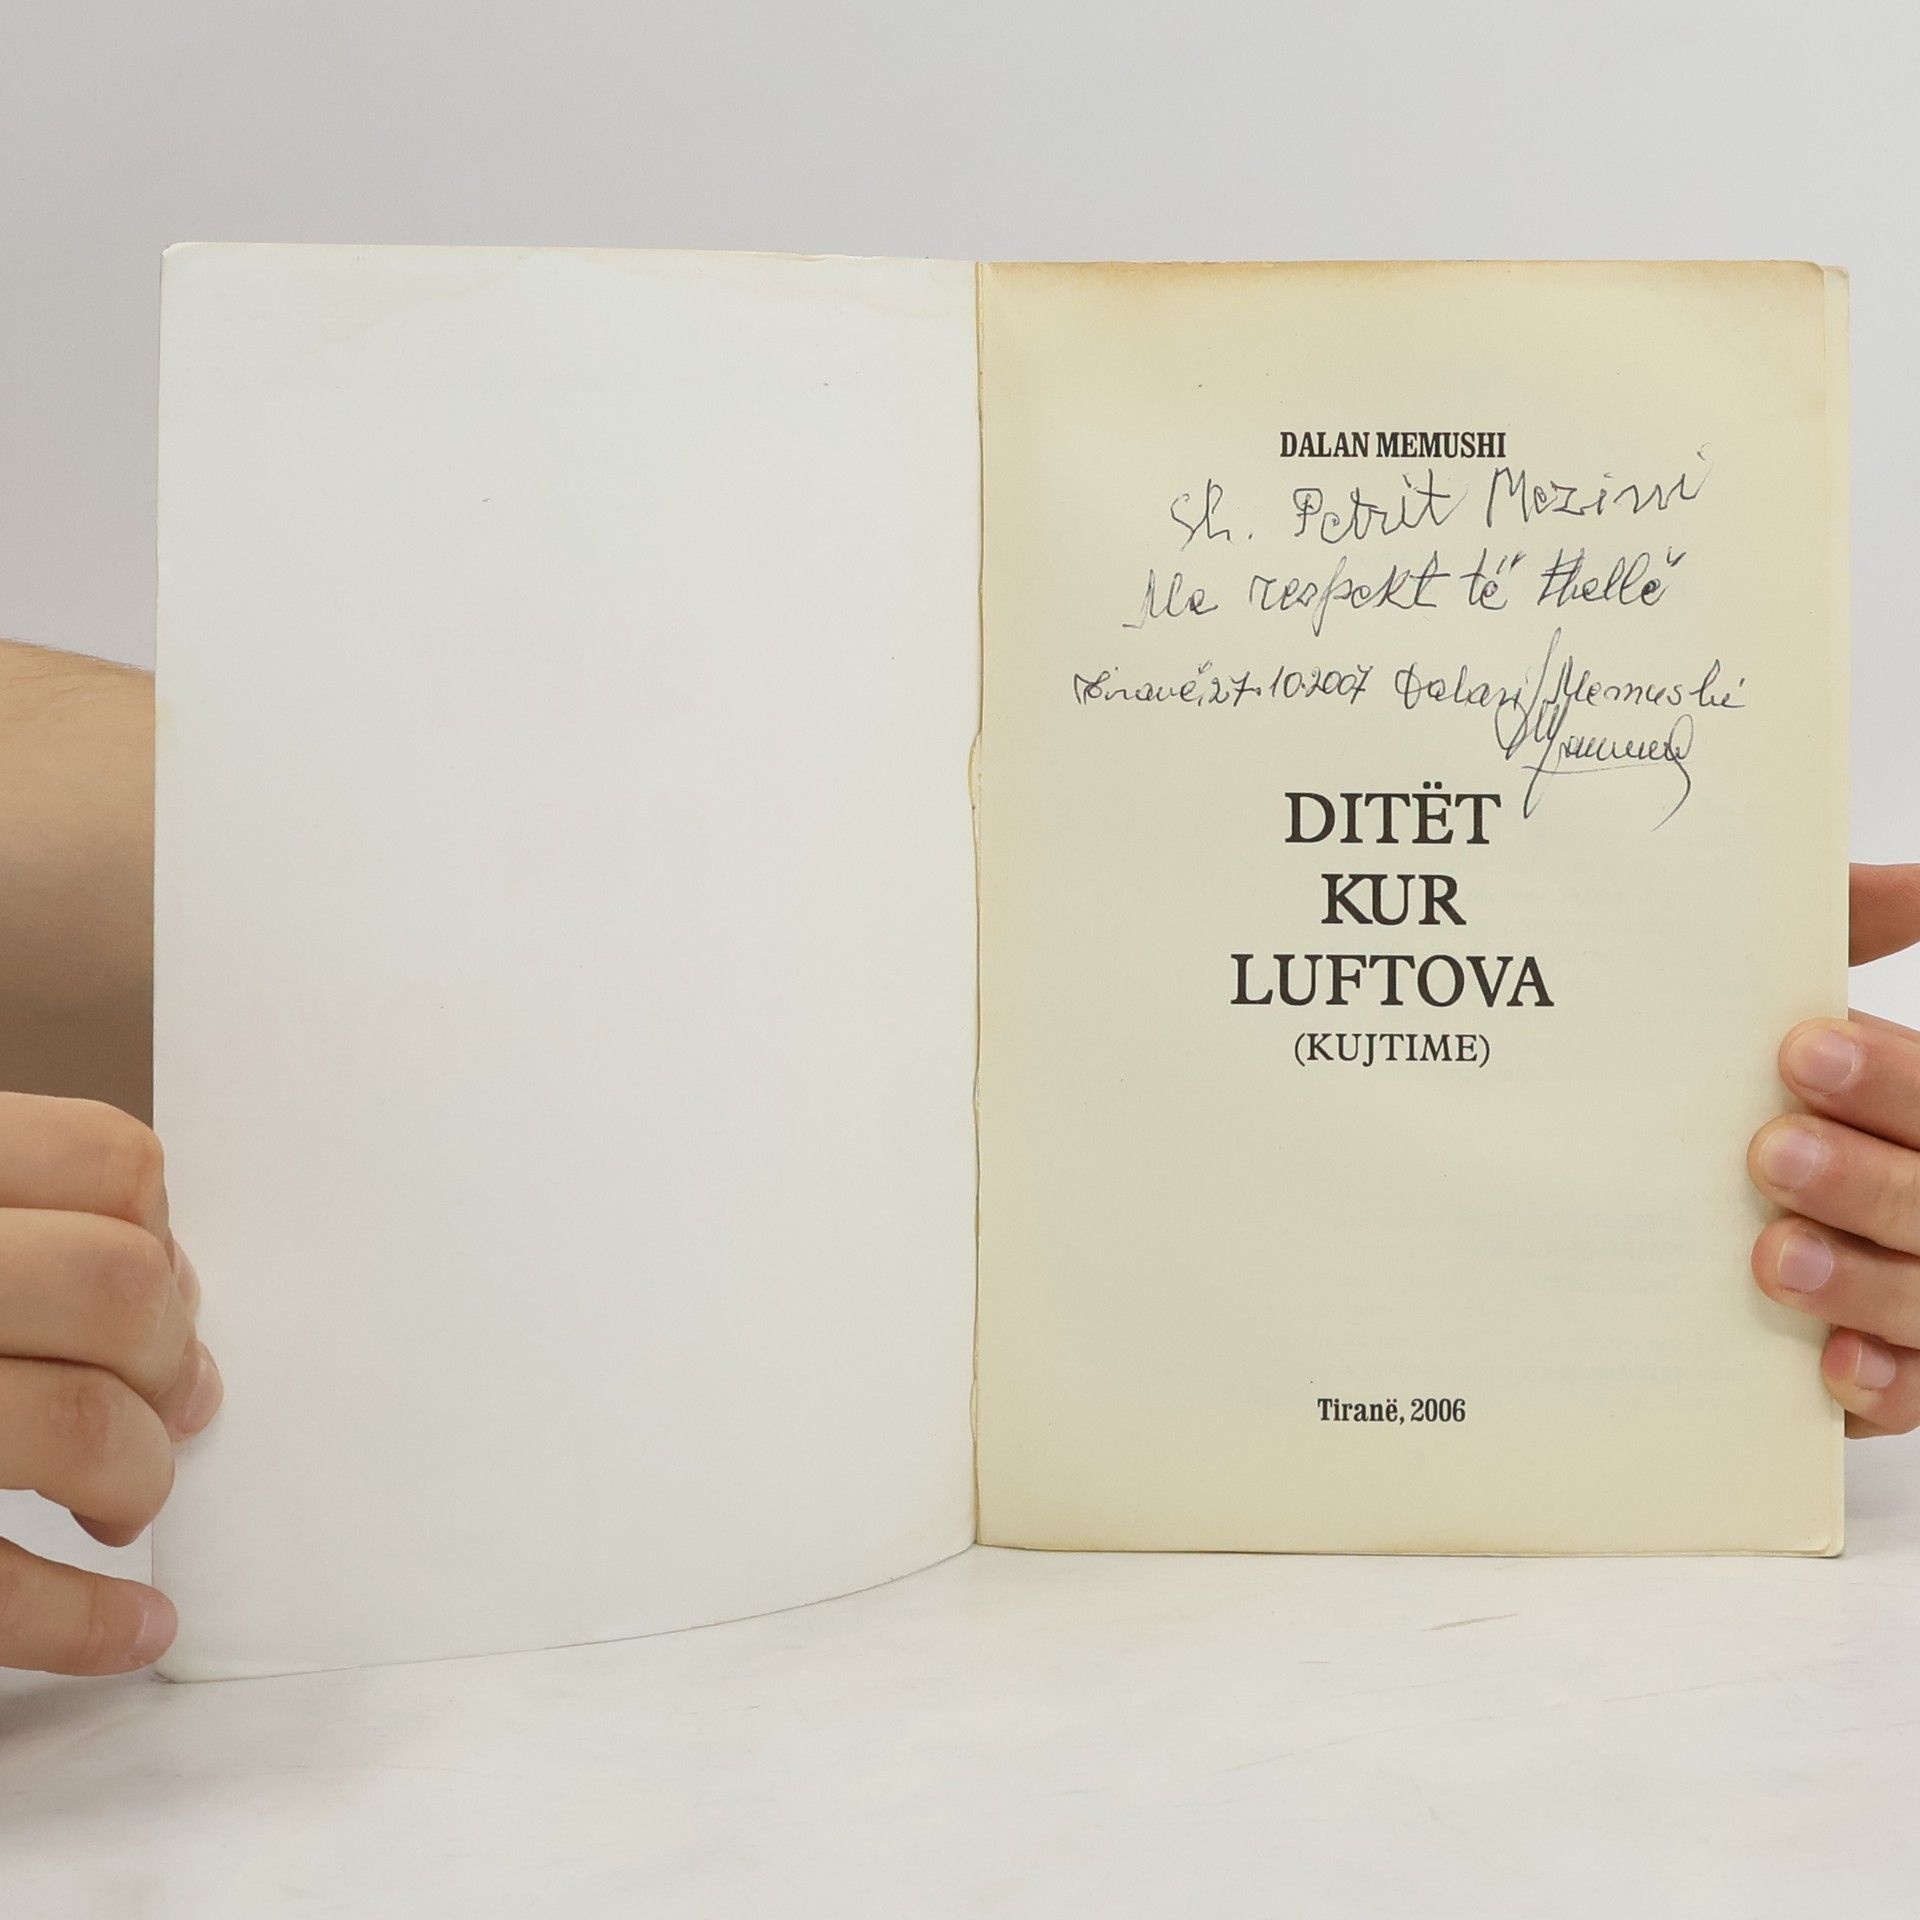 DALAN MEMUSHI
Sh. Petrit Mezini
Me respekt të thellë
Tiranë, 27.10.2007 Dalan Memushi
DITËT
KUR
LUFTOVA
(KUJTIME)
Tiranë, 2006